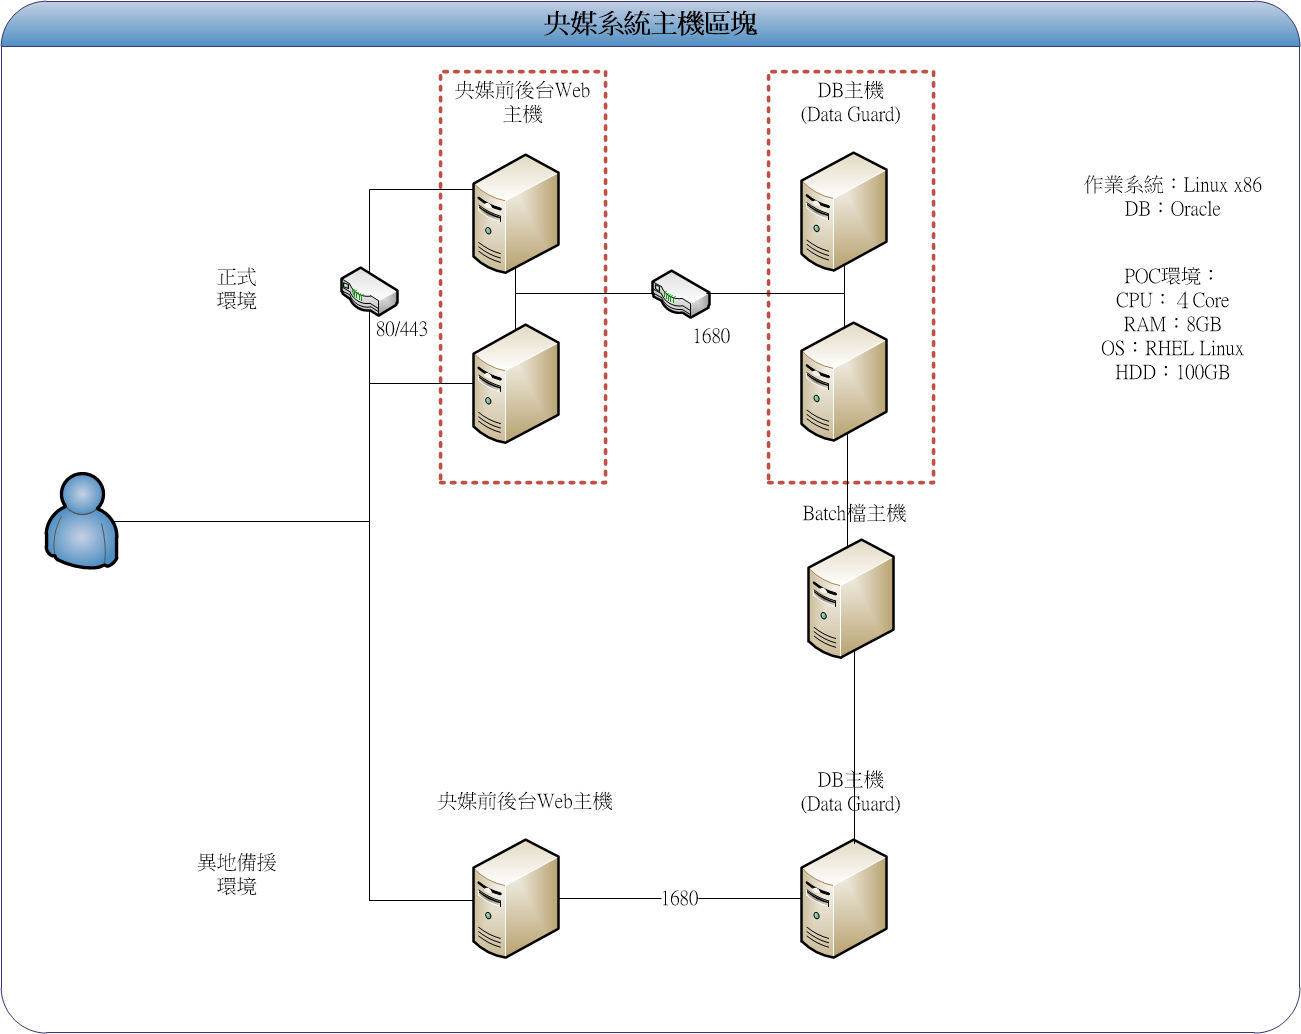 央媒系統主機區塊
央媒前後台Web
主機
DB主機
(Data Guard)
作業系統：Linux x86
DB：Oracle
正式
環境
80/443
1680
POC環境：
CPU：４Core
RAM：8GB
OS：RHEL Linux
HDD：100GB
Batch檔主機
DB主機
(Data Guard)
央媒前後台Web主機
異地備援
環境
1680